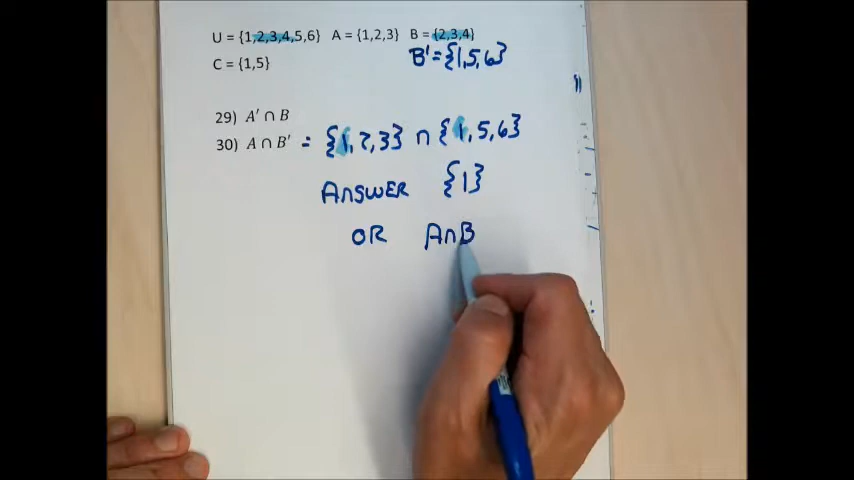 U = {1,2,3,4,5,6} A = {1,2,3} B = {2,3,4}
B' = {1,5,6}
C = {1,5}
29) A' ∩ B
30) A ∩ B' = {1,2,3} ∩ {1,5,6}
ANSWER {1}
OR A∩B